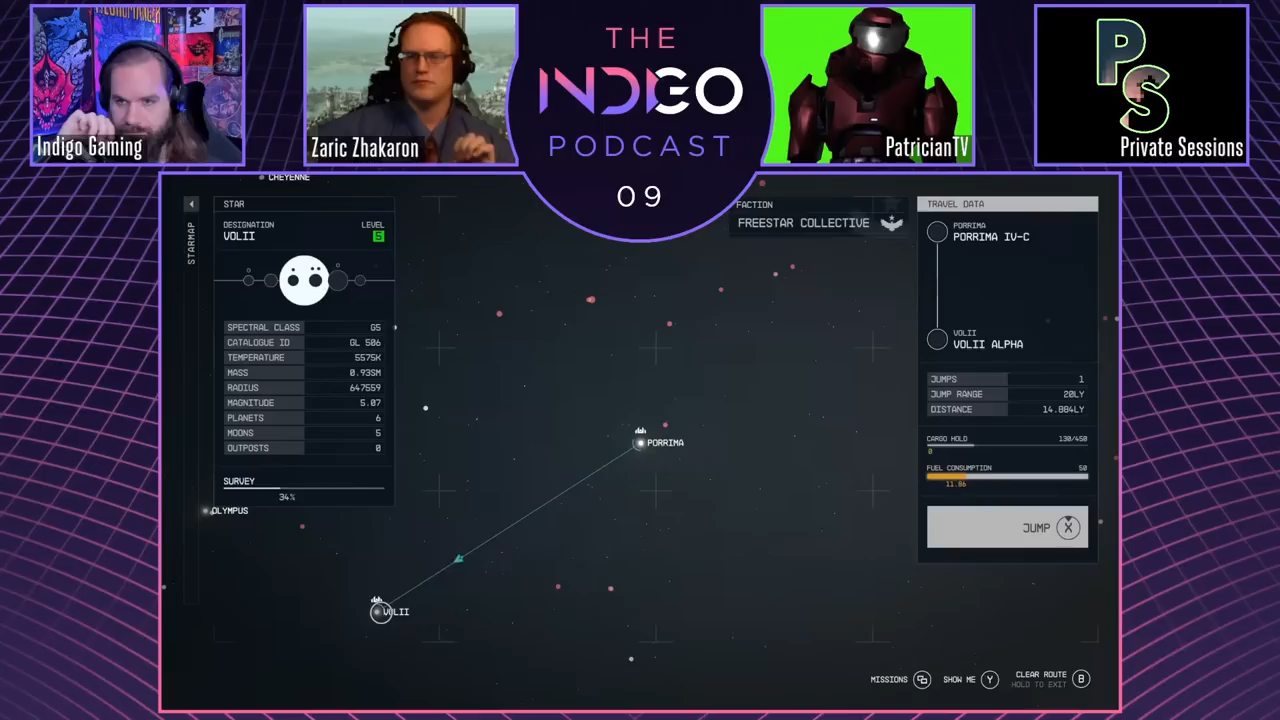 Indigo Gaming
Zaric Zhakaron
THE
INDIGO
PODCAST
09
PatricianTV
PS
Private Sessions
CHEYENNE
STARMAP
STAR
DESIGNATION
LEVEL
VOLII
5
SPECTRAL CLASS G5
CATALOGUE ID GL 506
TEMPERATURE 5575K
MASS 0.93SM
RADIUS 647559
MAGNITUDE 5.07
PLANETS 6
MOONS 5
OUTPOSTS 0
SURVEY
34%
OLYMPUS
PORRIMA
VOLII
FACTION
FREESTAR COLLECTIVE
TRAVEL DATA
PORRIMA
PORRIMA IV-C
VOLII
VOLII ALPHA
JUMPS 1
JUMP RANGE 20LY
DISTANCE 14.884LY
CARGO HOLD 130/450
0
FUEL CONSUMPTION 50
11.86
JUMP X
MISSIONS
SHOW ME Y
CLEAR ROUTE B
HOLD TO EXIT